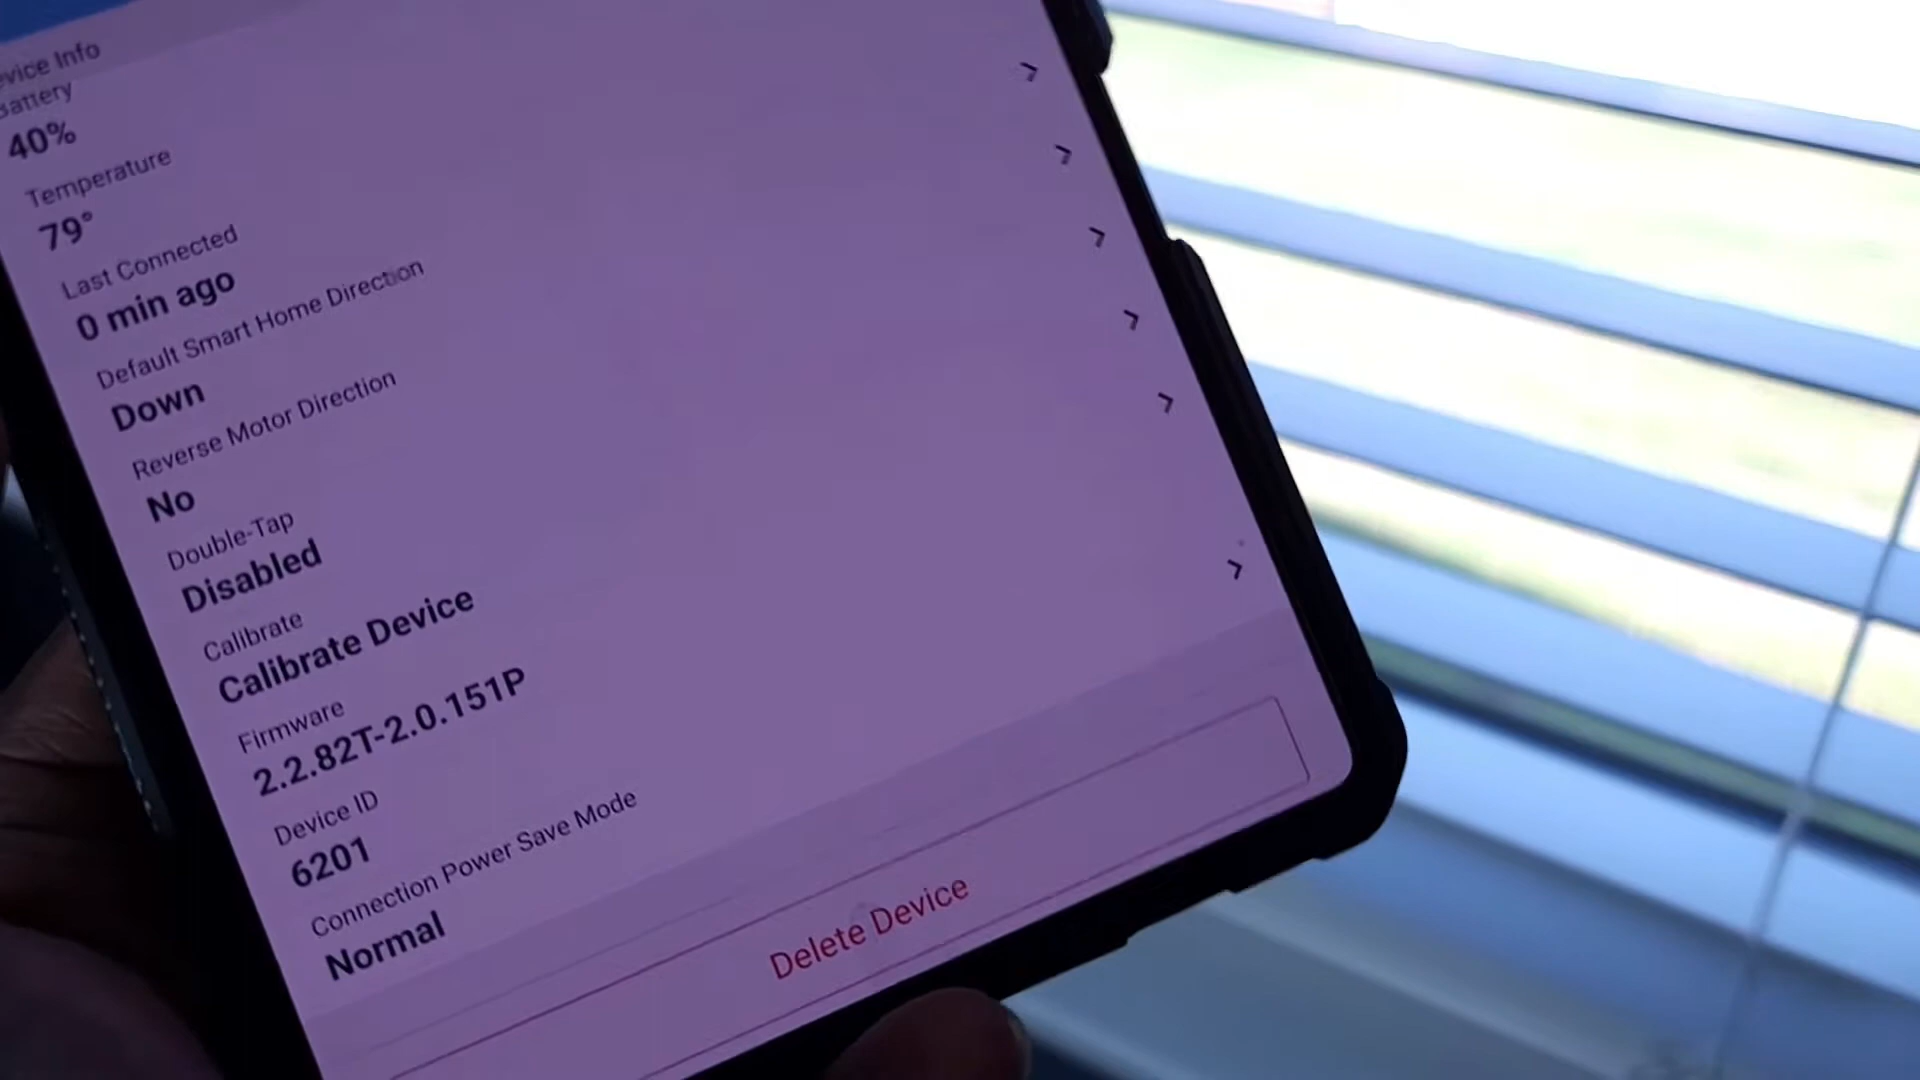 evice Info
Battery
40%
Temperature
79°
Last Connected
0 min ago
Default Smart Home Direction
Down
Reverse Motor Direction
No
Double-Tap
Disabled
Calibrate
Calibrate Device
Firmware
2.2.82T-2.0.151P
Device ID
6201
Connection Power Save Mode
Normal
Delete Device